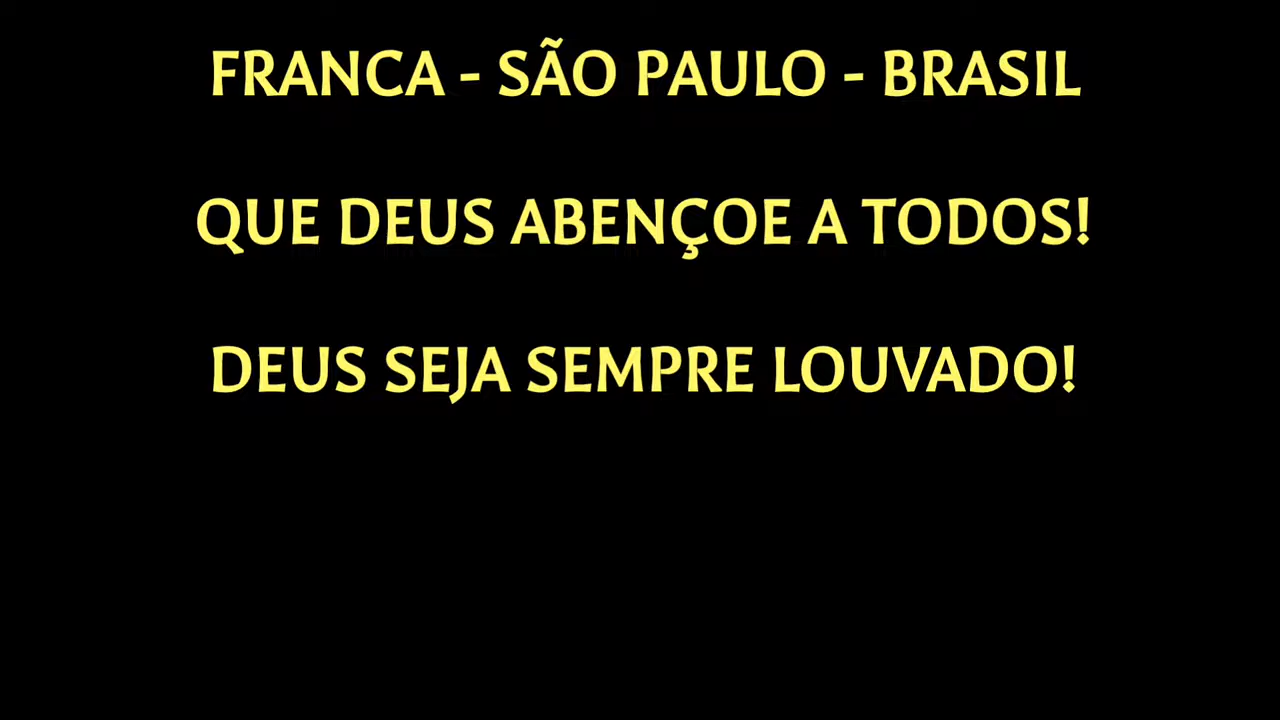 FRANCA - SÃO PAULO - BRASIL
QUE DEUS ABENÇOE A TODOS!
DEUS SEJA SEMPRE LOUVADO!